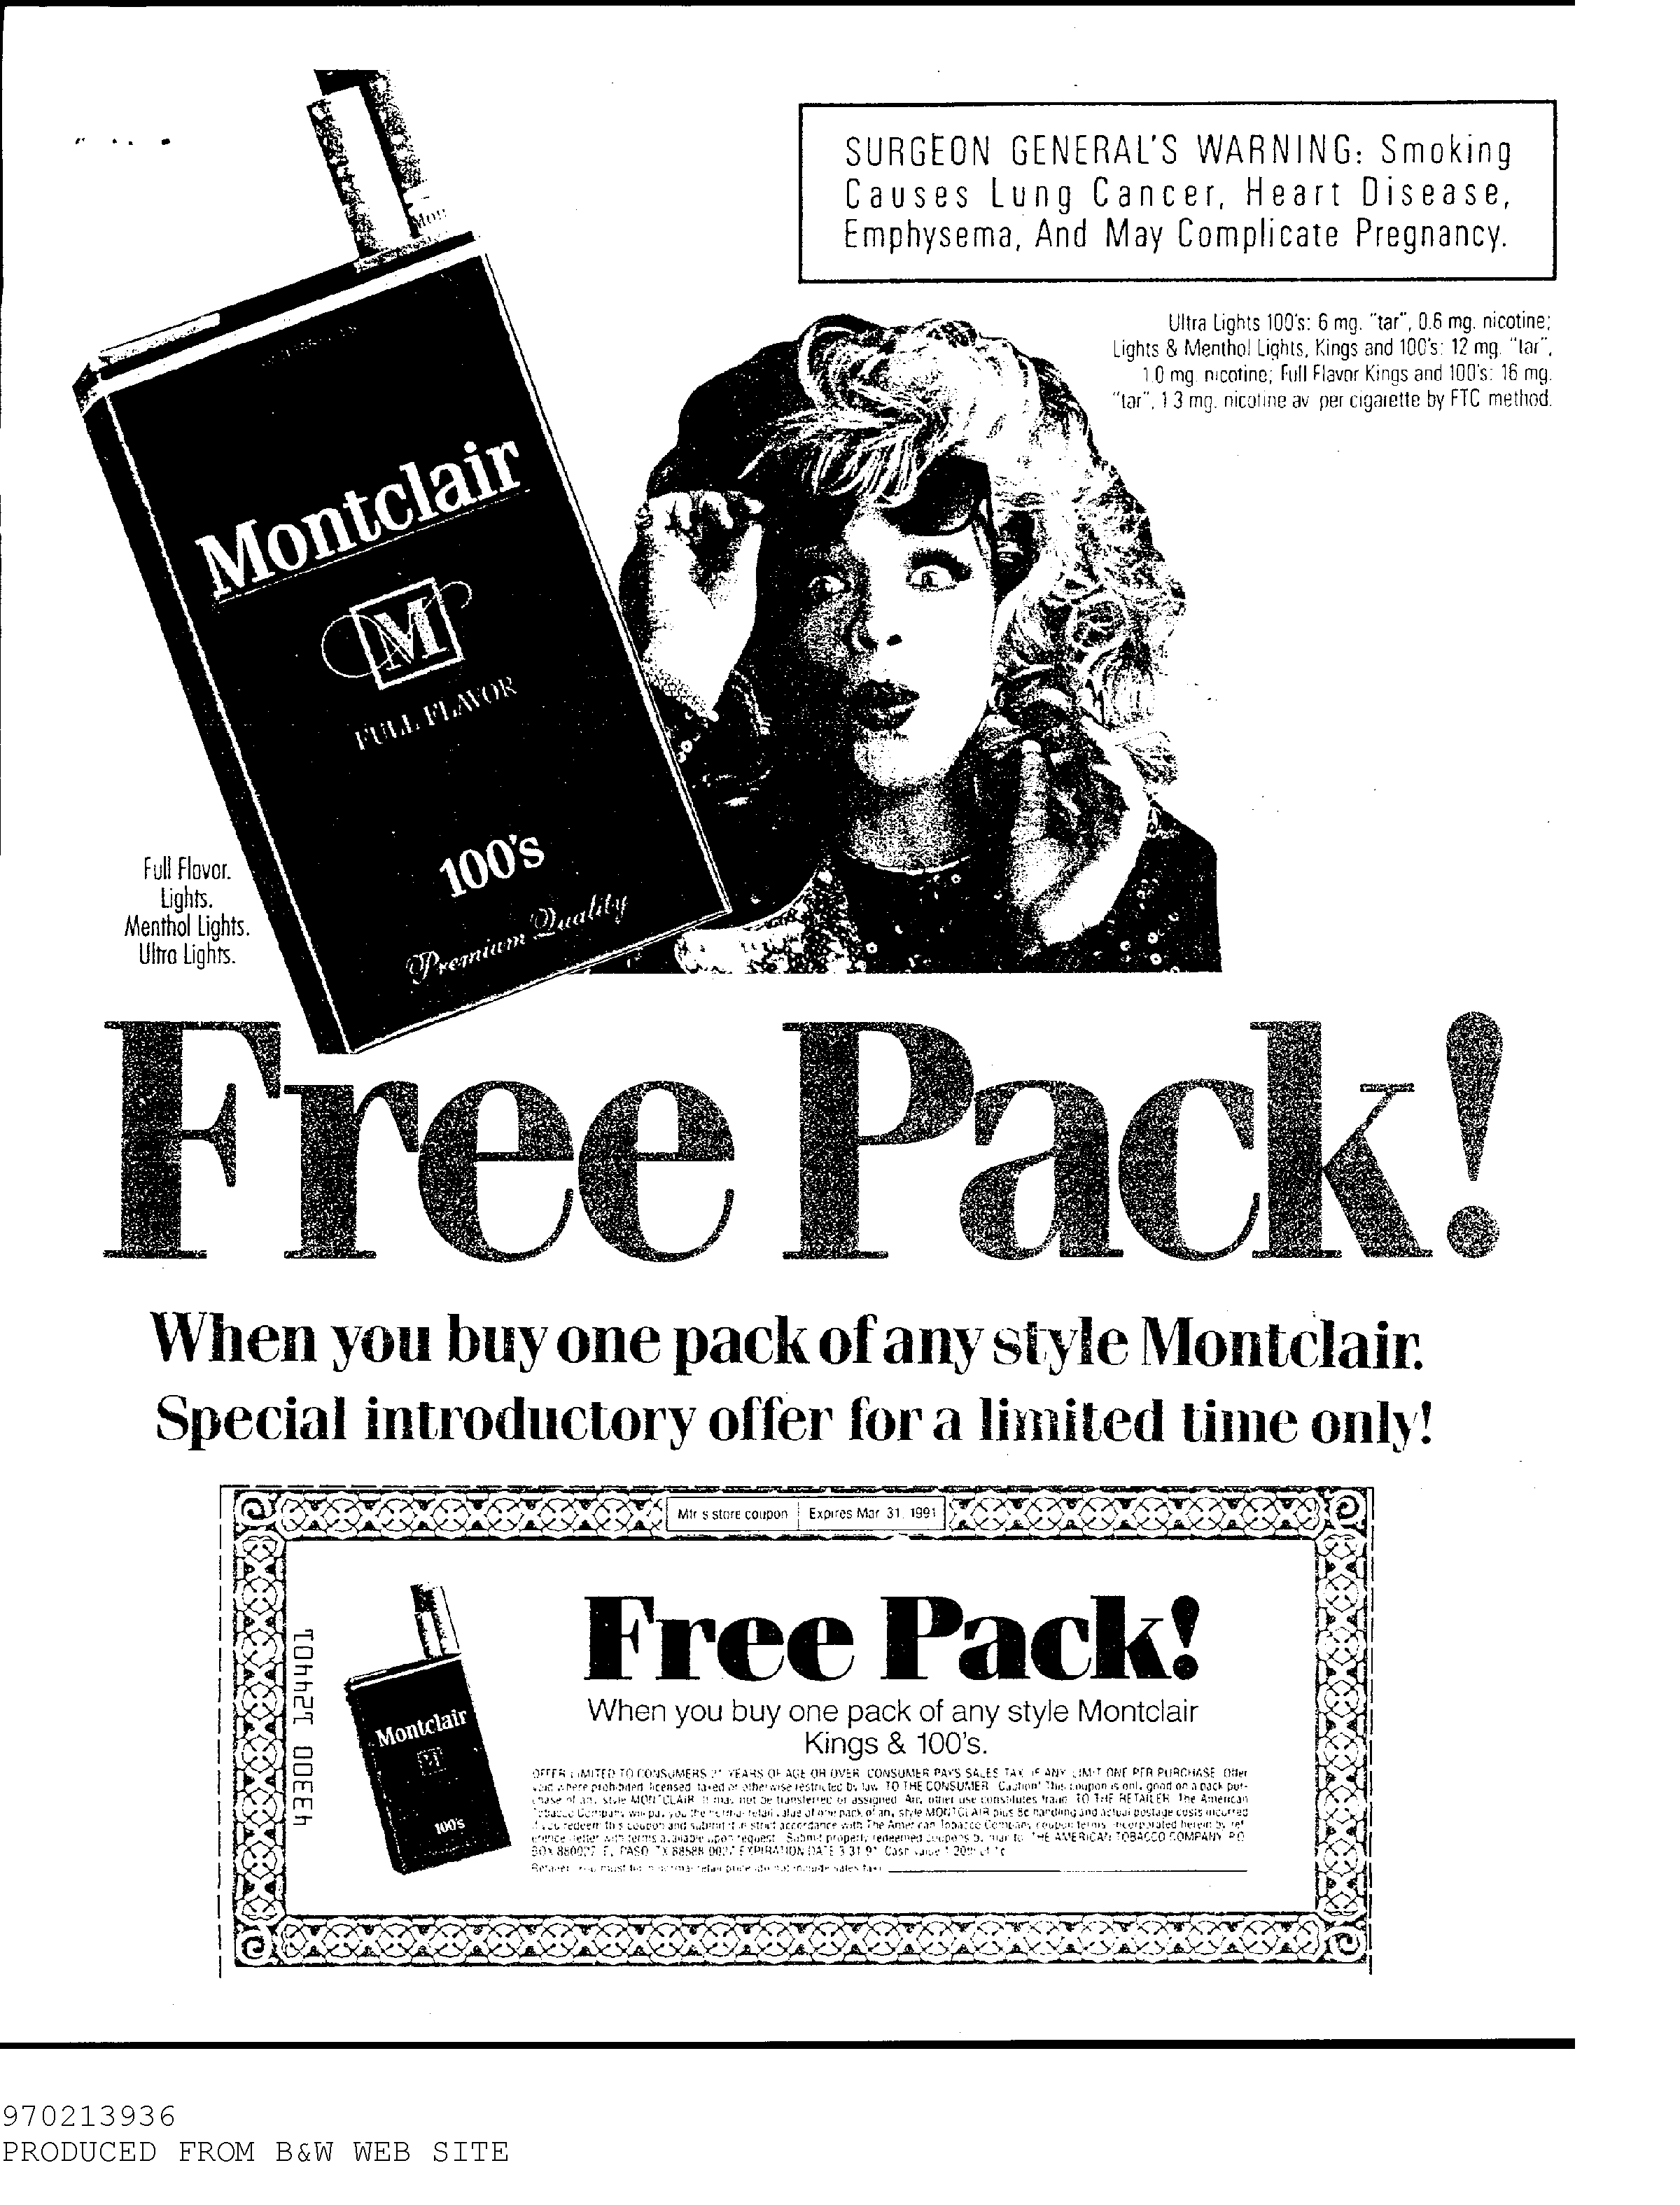 SURGEON GENERAL'S WARNING: Smoking
Causes Lung Cancer, Heart Disease,
Emphysema, And May Complicate Pregnancy.
Ultra Lights 100's: 6 mg. "tar", 0.6 mg. nicotine;
Lights & Menthol Lights, Kings and 100's: 12 mg. "tar",
1.0 mg. nicotine; Full Flavor Kings and 100's: 16 mg.
"tar", 1.3 mg. nicotine av. per cigarette by FTC method.
Montclair
M
FULL FLAVOR
100's
Premium Quality
Full Flavor.
Lights.
Menthol Lights.
Ultra Lights.
Free Pack!
When you buy one pack of any style Montclair.
Special introductory offer for a limited time only!
Mfr's store coupon Expires Mar. 31, 1991
Free Pack!
When you buy one pack of any style Montclair
Kings & 100's.
43300 124401
Montclair
M
100's
OFFER LIMITED TO CONSUMERS 21 YEARS OF AGE OR OVER. CONSUMER PAYS SALES TAX, IF ANY. LIMIT ONE PER PURCHASE. Offer
void where prohibited, licensed, taxed or otherwise restricted by law. TO THE CONSUMER: Caution! This coupon is only good on a pack pur-
chase of any style MONTCLAIR. It may not be transferred or assigned. Any other use constitutes fraud. TO THE RETAILER: The American
Tobacco Company will pay you the normal retail value of one pack of any style MONTCLAIR plus 8c handling and actual postage costs incurred
if you redeem this coupon and submit it in strict accordance with The American Tobacco Company coupon terms incorporated herein by ref
erence letter with terms available upon request. Submit properly redeemed coupons by mail to: THE AMERICAN TOBACCO COMPANY, P.O.
BOX 880027, EL PASO, TX 88588-0027 EXPIRATION DATE 3/31/91 Cash value 1/20th of 1c
Retailer: You must fill in normal retail price (do not include sales tax)
970213936
PRODUCED FROM B&W WEB SITE